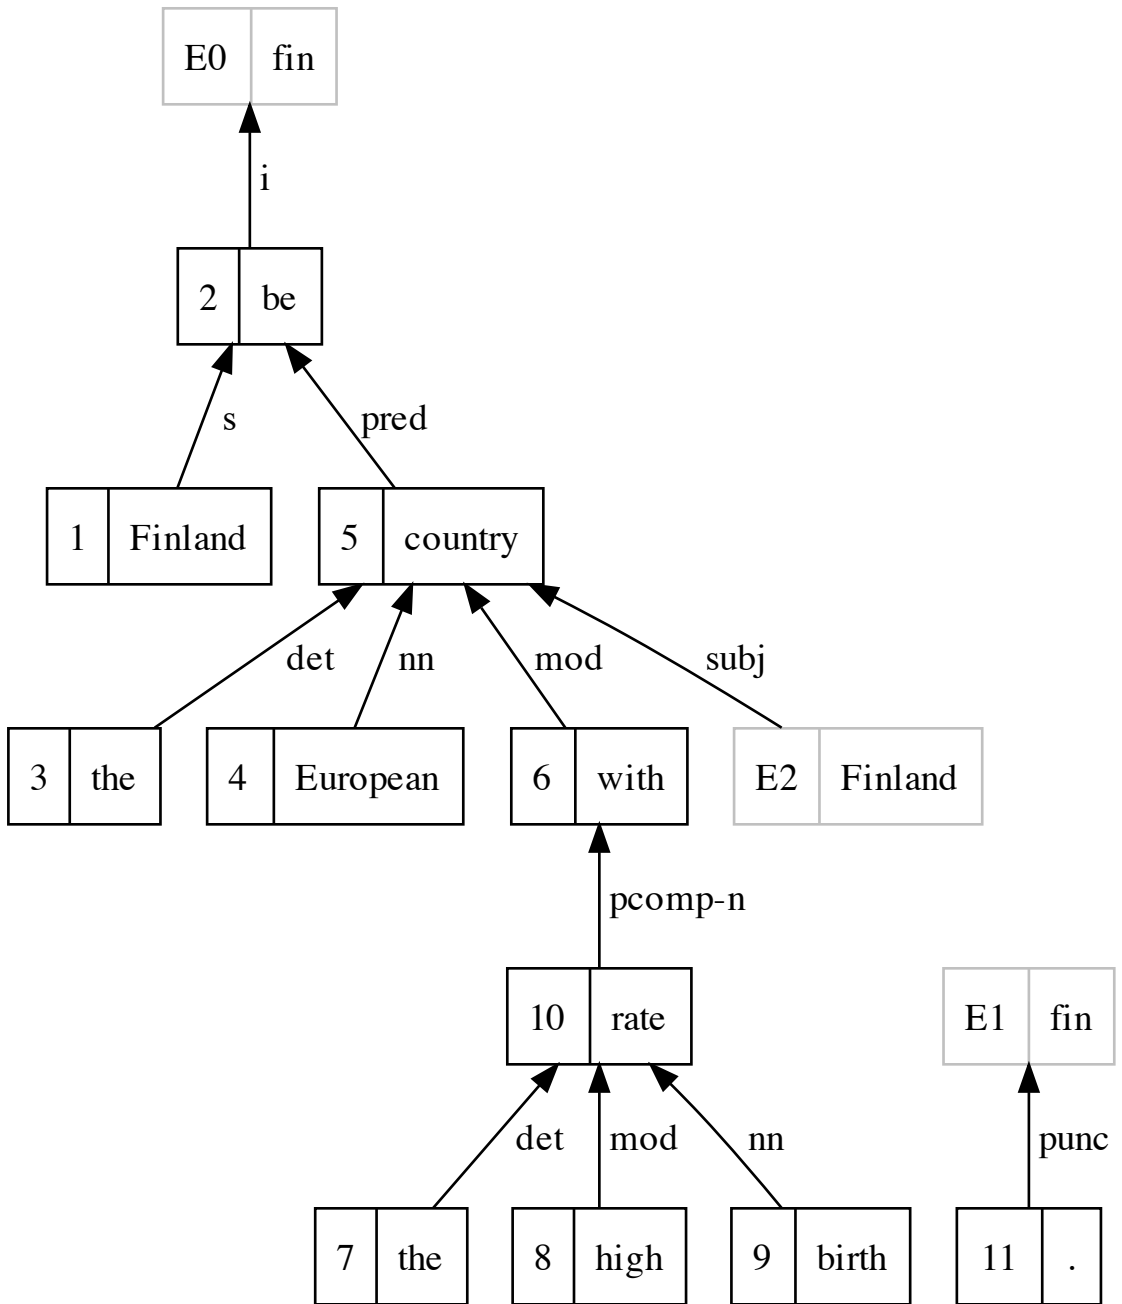 E0 fin
i
2 be
s pred
1 Finland 5 country
det nn mod subj
3 the 4 European 6 with E2 Finland
pcomp-n
10 rate E1 fin
det mod nn punc
7 the 8 high 9 birth 11 .